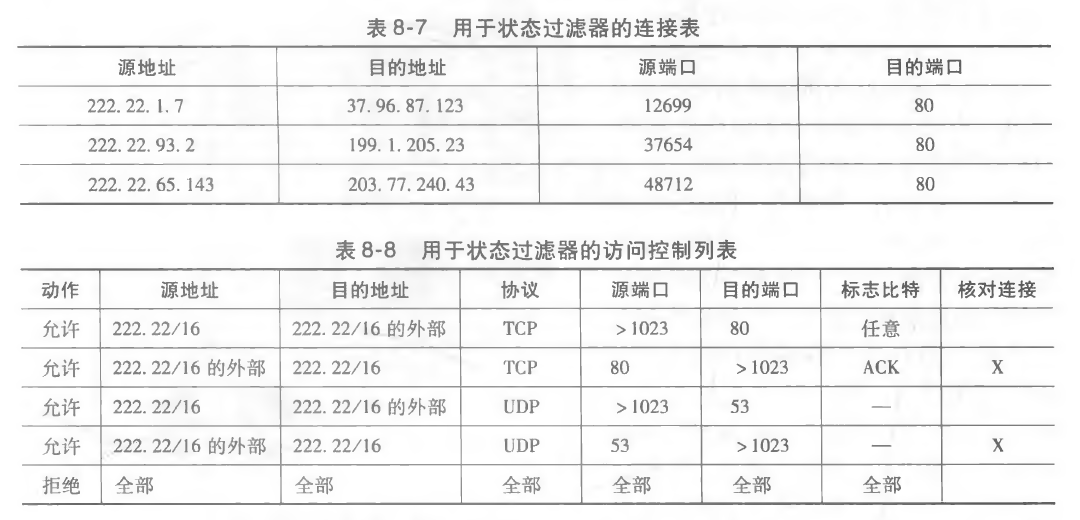 表 8-7 用于状态过滤器的连接表
源地址 目的地址 源端口 目的端口
222. 22. 1. 7 37. 96. 87. 123 12699 80
222. 22. 93. 2 199. 1. 205. 23 37654 80
222. 22. 65. 143 203. 77. 240. 43 48712 80
表 8-8 用于状态过滤器的访问控制列表
动作 源地址 目的地址 协议 源端口 目的端口 标志比特 核对连接
允许 222. 22/16 222. 22/16 的外部 TCP >1023 80 任意
允许 222. 22/16 的外部 222. 22/16 TCP 80 >1023 ACK X
允许 222. 22/16 222. 22/16 的外部 UDP >1023 53 —
允许 222. 22/16 的外部 222. 22/16 UDP 53 >1023 — X
拒绝 全部 全部 全部 全部 全部 全部